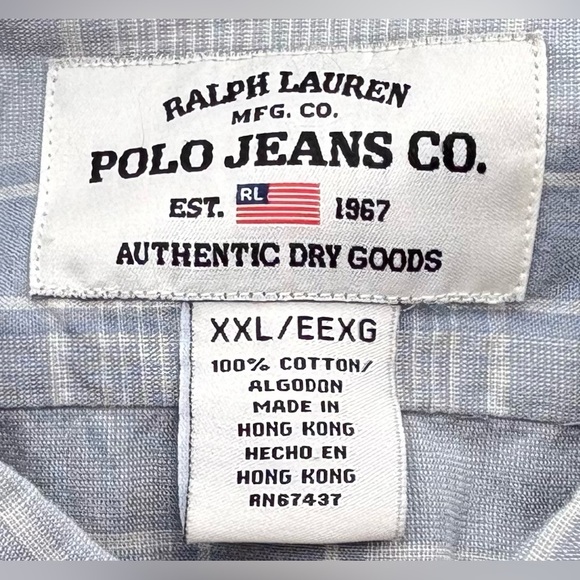 RALPH LAUREN
MFG. CO.
POLO JEANS CO.
EST. RL 1967
AUTHENTIC DRY GOODS
XXL/EEXG
100% COTTON/
ALGODON
MADE IN
HONG KONG
HECHO EN
HONG KONG
RN67437